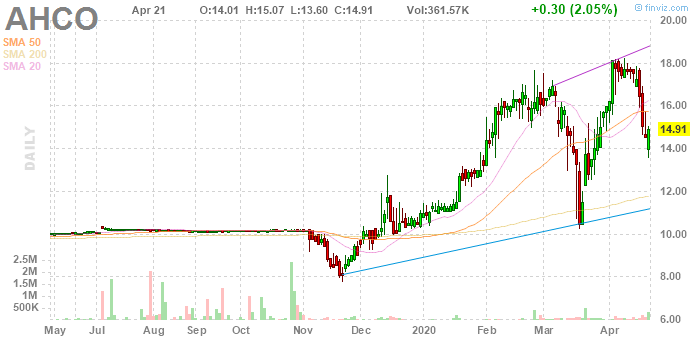 © finviz.com
AHCO Apr 21 O:14.01 H:15.07 L:13.60 C:14.91 Vol:361.57K +0.30 (2.05%)
SMA 50
SMA 200
SMA 20
DAILY
20.00
18.00
16.00
14.91
14.00
12.00
10.00
8.00
6.00
2.5M
2M
1.5M
1M
500K
May Jul Aug Sep Oct Nov Dec 2020 Feb Mar Apr